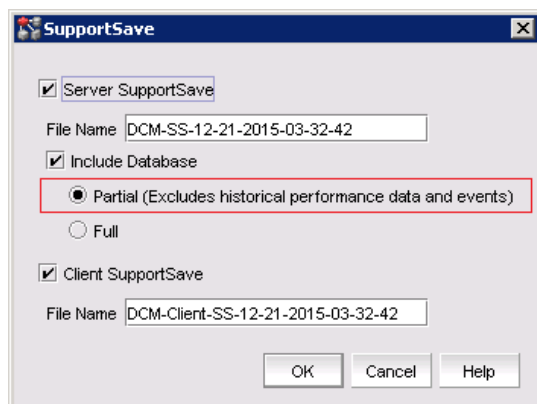 SupportSave
Server SupportSave
File Name DCM-SS-12-21-2015-03-32-42
Include Database
Partial (Excludes historical performance data and events)
Full
Client SupportSave
File Name DCM-Client-SS-12-21-2015-03-32-42
OK Cancel Help